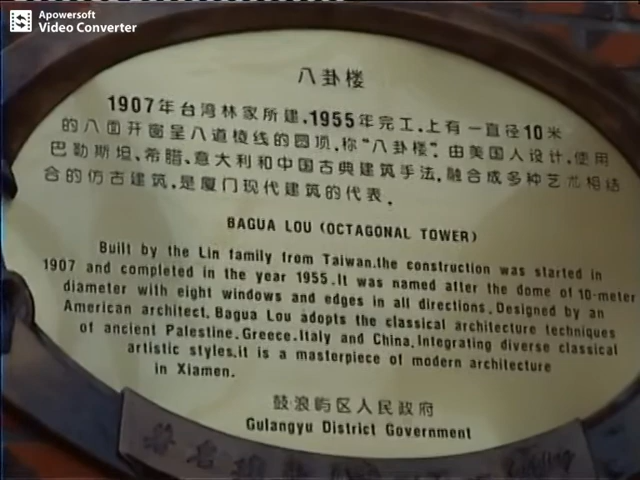 Apowersoft
Video Converter
八卦楼
1907年台湾林家所建.1955年完工.上有一直径10米
的八面开窗呈八道棱线的圆顶,称"八卦楼".由美国人设计,使用
巴勒斯坦、希腊、意大利和中国古典建筑手法,融合成多种艺术相结
合的仿古建筑,是厦门现代建筑的代表.
BAGUA LOU (OCTAGONAL TOWER)
Built by the Lin family from Taiwan.the construction was started in
1907 and completed in the year 1955.It was named after the dome of 10-meter
diameter with eight windows and edges in all directions.Designed by an
American architect.Bagua Lou adopts the classical architecture techniques
of ancient Palestine.Greece.Italy and China.Integrating diverse classical
artistic styles,it is a masterpiece of modern architecture
in Xiamen.
鼓浪屿区人民政府
Gulangyu District Government